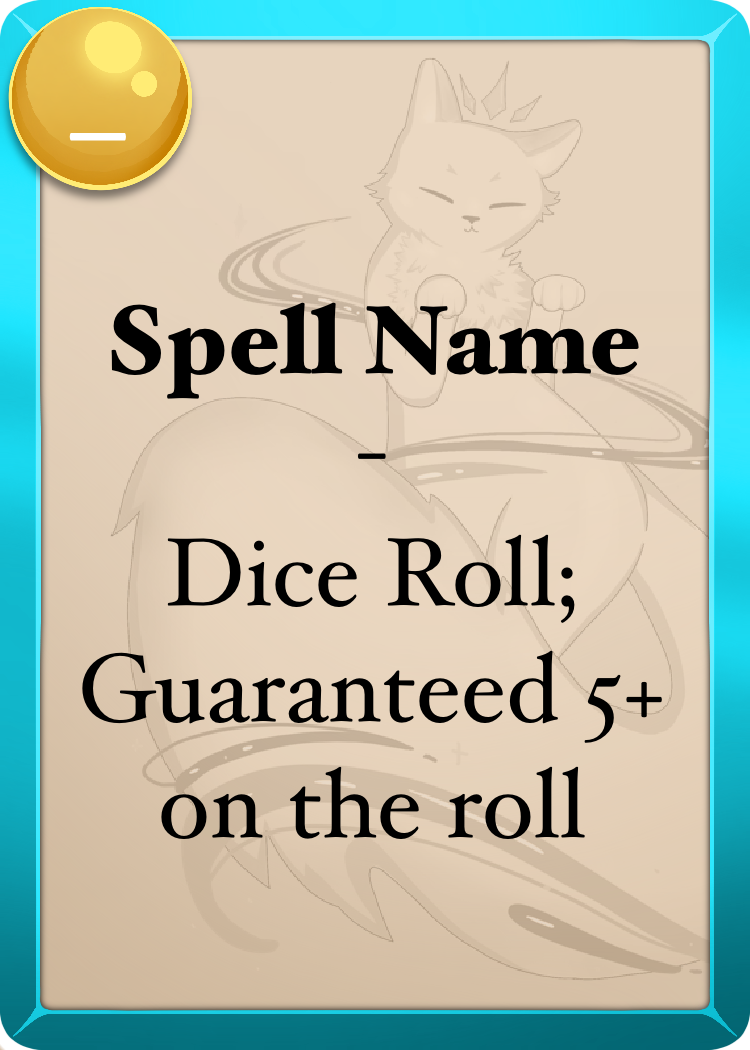 _
Spell Name
–
Dice Roll;
Guaranteed 5+
on the roll